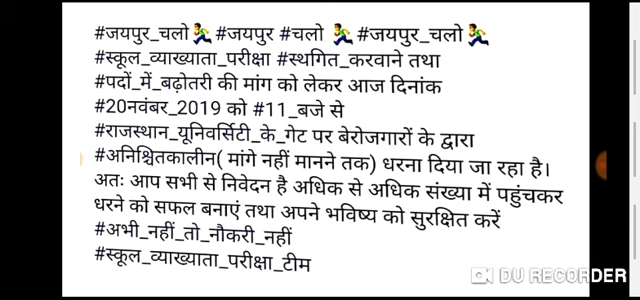 #जयपुर_चलो🏃 #जयपुर #चलो 🏃 #जयपुर_चलो🏃
#स्कूल_व्याख्याता_परीक्षा #स्थगित_करवाने तथा
#पदों_में_बढ़ोतरी की मांग को लेकर आज दिनांक
#20नवंबर_2019 को #11_बजे से
#राजस्थान_यूनिवर्सिटी_के_गेट पर बेरोजगारों के द्वारा
#अनिश्चितकालीन( मांगे नहीं मानने तक) धरना दिया जा रहा है।
अतः आप सभी से निवेदन है अधिक से अधिक संख्या में पहुंचकर
धरने को सफल बनाएं तथा अपने भविष्य को सुरक्षित करें
#अभी_नहीं_तो_नौकरी_नहीं
#स्कूल_व्याख्याता_परीक्षा_टीम
DU RECORDER